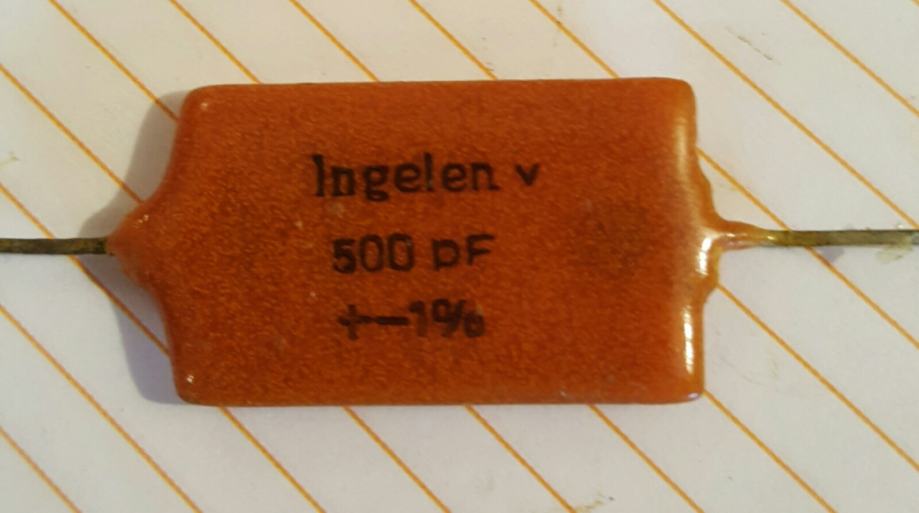 Ingelen v
500 pF
+-1%